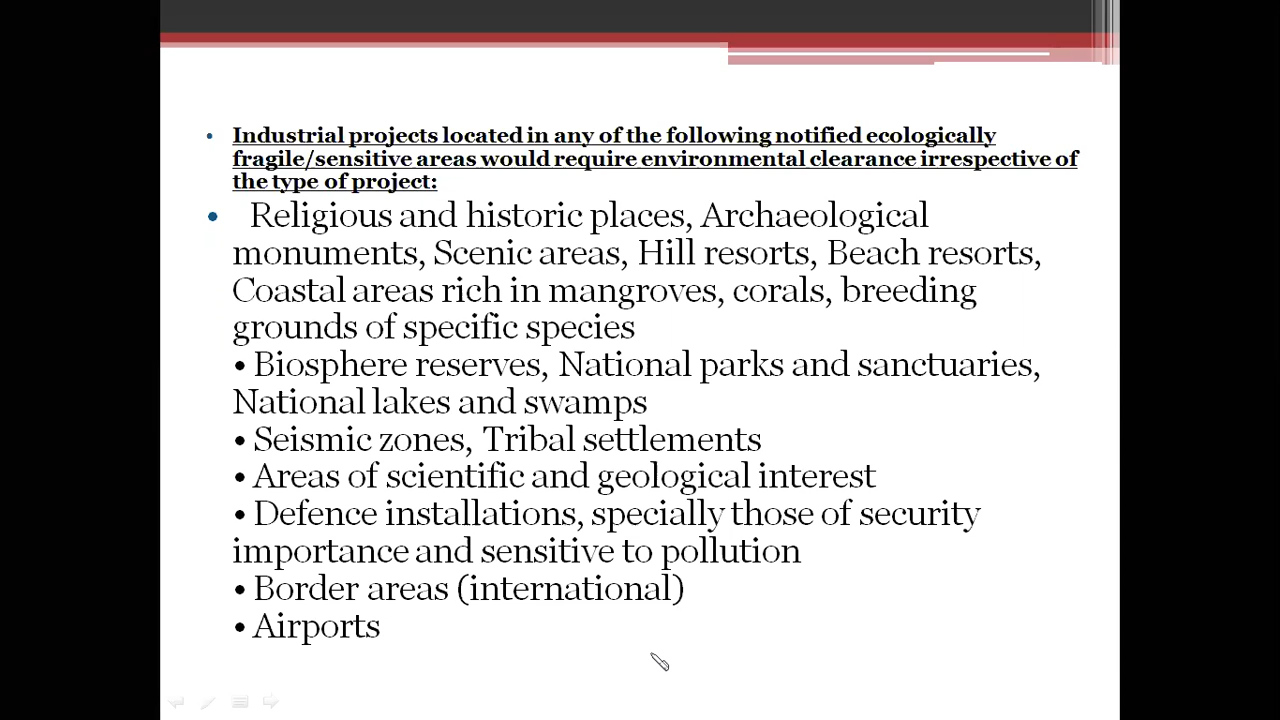 • Industrial projects located in any of the following notified ecologically
fragile/sensitive areas would require environmental clearance irrespective of
the type of project:
• Religious and historic places, Archaeological
monuments, Scenic areas, Hill resorts, Beach resorts,
Coastal areas rich in mangroves, corals, breeding
grounds of specific species
• Biosphere reserves, National parks and sanctuaries,
National lakes and swamps
• Seismic zones, Tribal settlements
• Areas of scientific and geological interest
• Defence installations, specially those of security
importance and sensitive to pollution
• Border areas (international)
• Airports